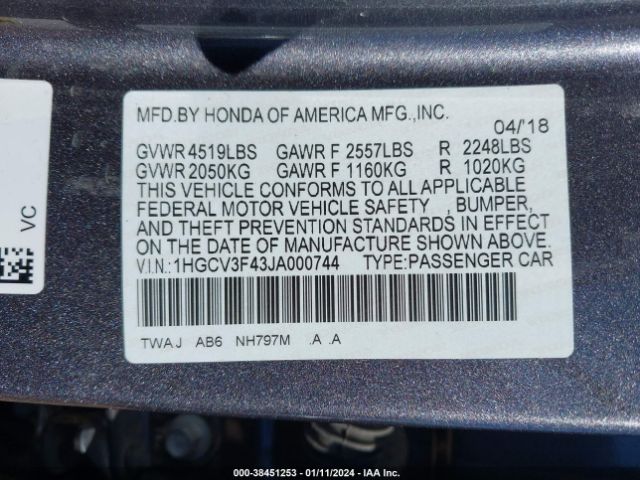 MFD.BY HONDA OF AMERICA MFG.,INC.
04/'18
GVWR 4519LBS GAWR F 2557LBS R 2248LBS
GVWR 2050KG GAWR F 1160KG R 1020KG
THIS VEHICLE CONFORMS TO ALL APPLICABLE
FEDERAL MOTOR VEHICLE SAFETY , BUMPER,
AND THEFT PREVENTION STANDARDS IN EFFECT
ON THE DATE OF MANUFACTURE SHOWN ABOVE.
V.I.N.:1HGCV3F43JA000744 TYPE:PASSENGER CAR
TWAJ AB6 NH797M .A .A
VC
000-38451253 - 01/11/2024 - IAA Inc.